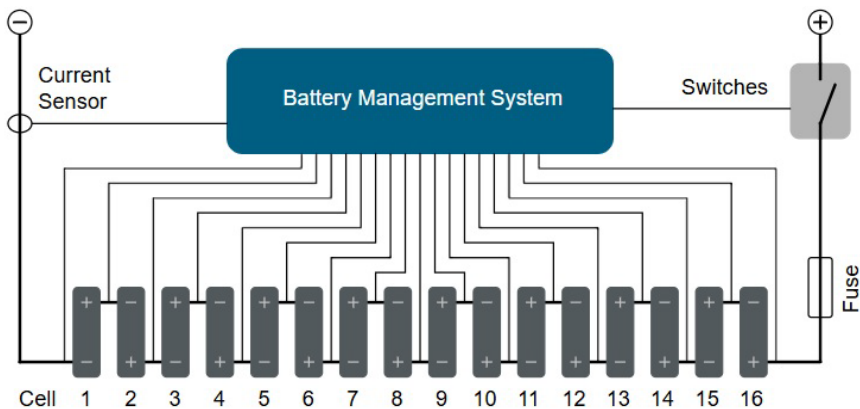 − +
Current
Sensor
Battery Management System
Switches
Fuse
+ − + − + − + − + − + − + − + −
− + − + − + − + − + − + − + − +
Cell 1 2 3 4 5 6 7 8 9 10 11 12 13 14 15 16